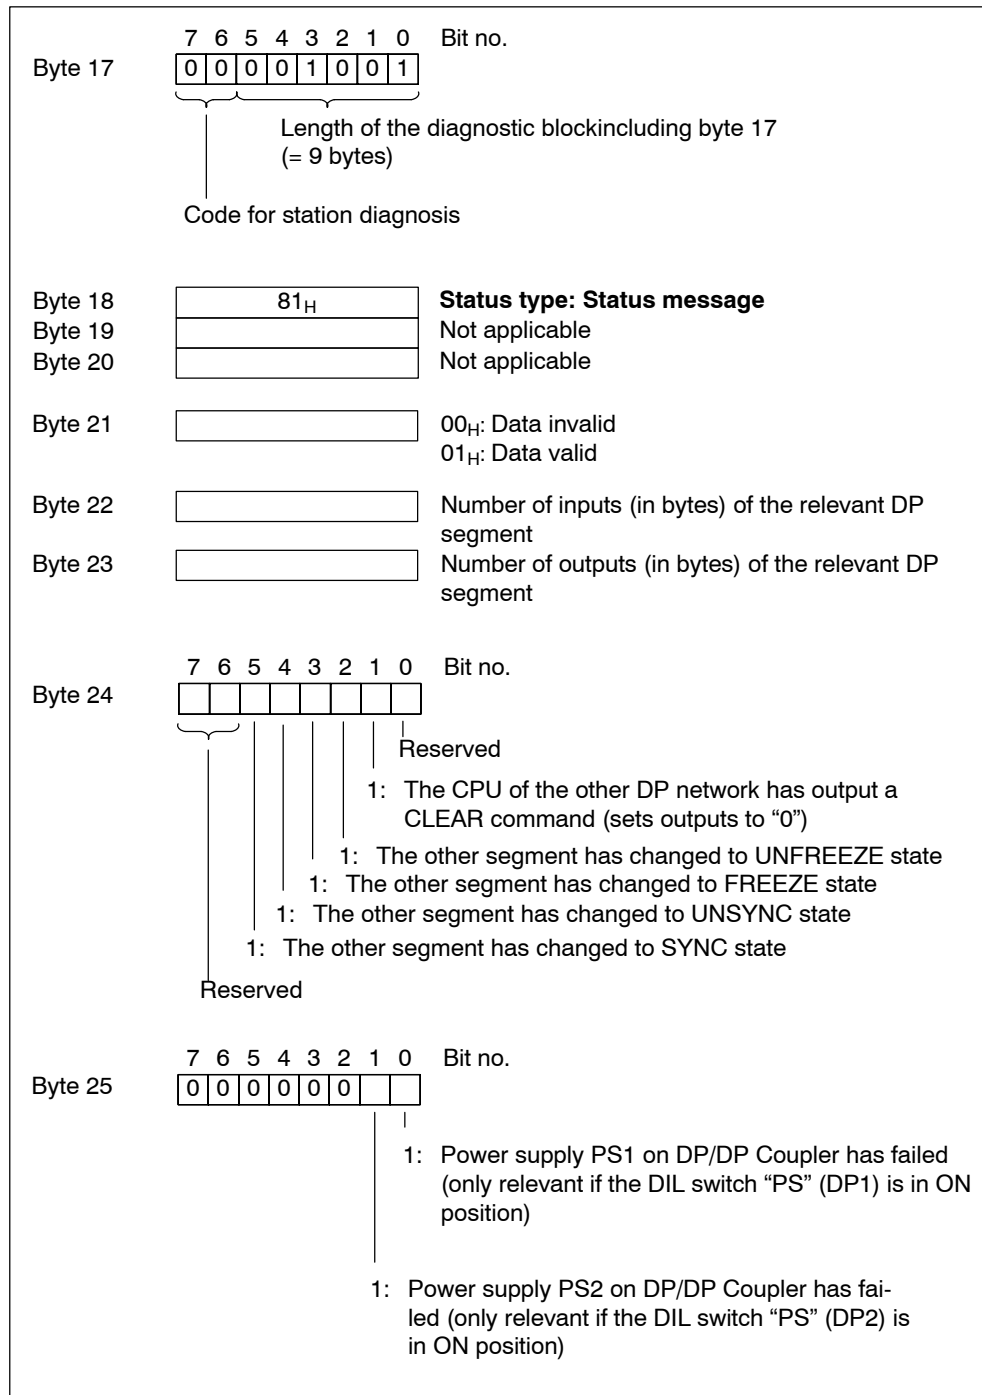 7 6 5 4 3 2 1 0 Bit no.
Byte 17 0 0 0 0 1 0 0 1
Length of the diagnostic blockincluding byte 17
(= 9 bytes)
Code for station diagnosis
Byte 18 81H Status type: Status message
Byte 19 Not applicable
Byte 20 Not applicable
Byte 21 00H: Data invalid
01H: Data valid
Byte 22 Number of inputs (in bytes) of the relevant DP
segment
Byte 23 Number of outputs (in bytes) of the relevant DP
segment
7 6 5 4 3 2 1 0 Bit no.
Byte 24
Reserved
1: The CPU of the other DP network has output a
CLEAR command (sets outputs to “0”)
1: The other segment has changed to UNFREEZE state
1: The other segment has changed to FREEZE state
1: The other segment has changed to UNSYNC state
1: The other segment has changed to SYNC state
Reserved
7 6 5 4 3 2 1 0 Bit no.
Byte 25 0 0 0 0 0 0
1: Power supply PS1 on DP/DP Coupler has failed
(only relevant if the DIL switch “PS” (DP1) is in ON
position)
1: Power supply PS2 on DP/DP Coupler has fai-
led (only relevant if the DIL switch “PS” (DP2) is
in ON position)